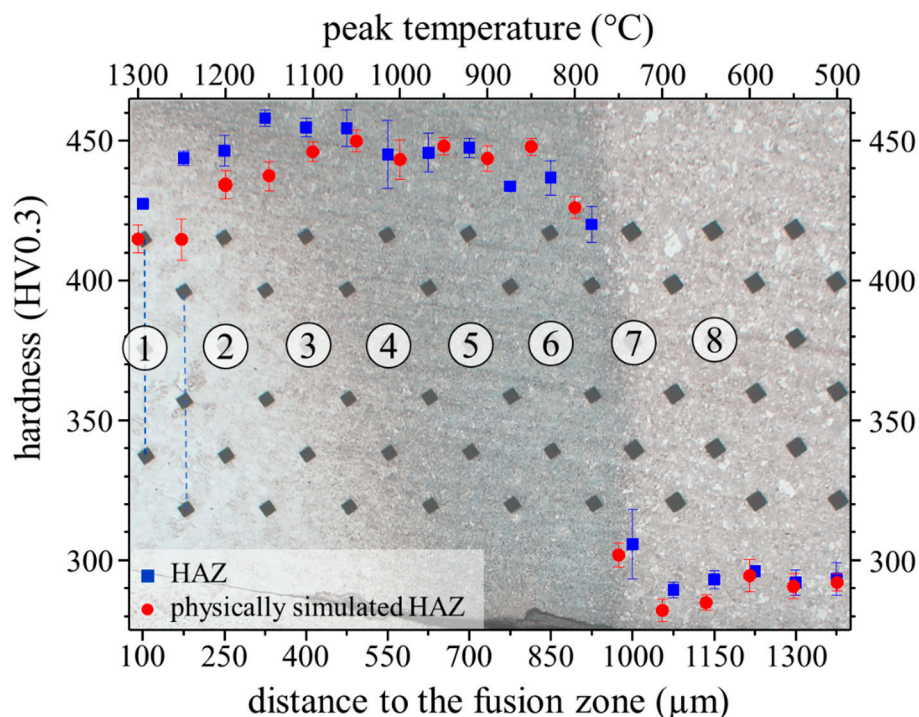 peak temperature (°C)
1300 1200 1100 1000 900 800 700 600 500
450 450
400 400
350 350
300 300
hardness (HV0.3)
1 2 3 4 5 6 7 8
HAZ
physically simulated HAZ
100 250 400 550 700 850 1000 1150 1300
distance to the fusion zone (µm)